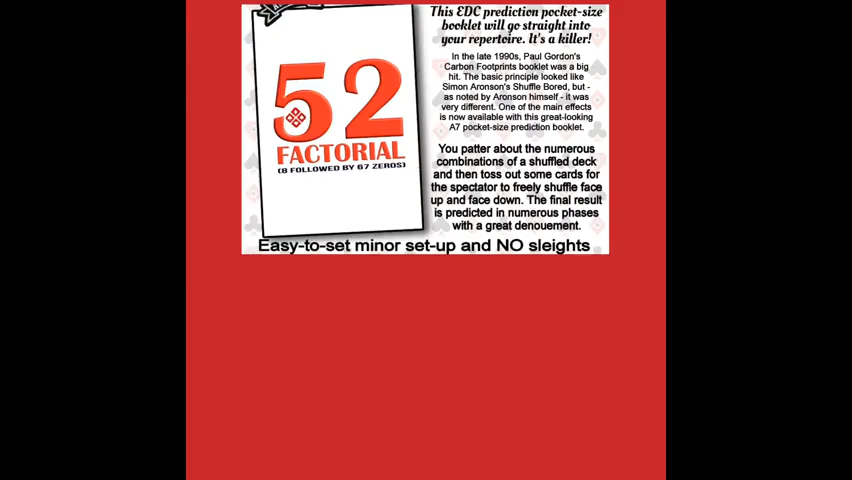 52
FACTORIAL
(8 FOLLOWED BY 67 ZEROS)
This EDC prediction pocket-size
booklet will go straight into
your repertoire. It's a killer!
In the late 1990s, Paul Gordon's
Carbon Footprints booklet was a big
hit. The basic principle looked like
Simon Aronson's Shuffle Bored, but -
as noted by Aronson himself - it was
very different. One of the main effects
is now available with this great-looking
A7 pocket-size prediction booklet.
You patter about the numerous
combinations of a shuffled deck
and then toss out some cards for
the spectator to freely shuffle face
up and face down. The final result
is predicted in numerous phases
with a great denouement.
Easy-to-set minor set-up and NO sleights